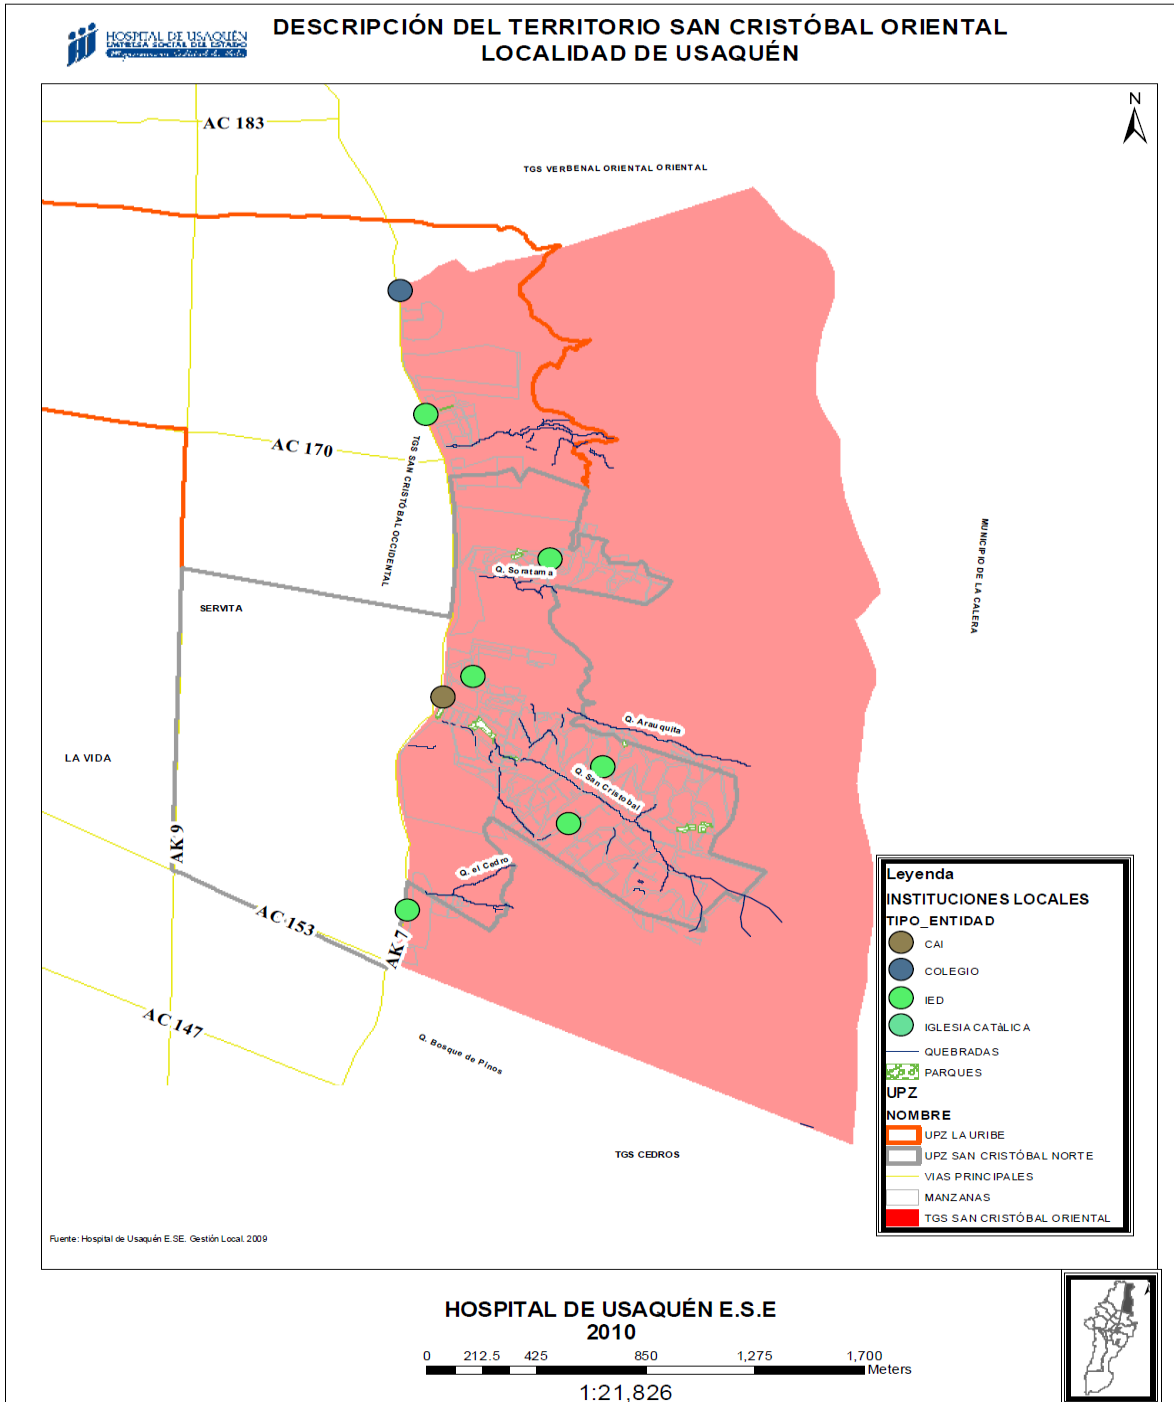 HOSPITAL DE USAQUÉN
EMPRESA SOCIAL DEL ESTADO
DESCRIPCIÓN DEL TERRITORIO SAN CRISTÓBAL ORIENTAL
LOCALIDAD DE USAQUÉN
N
AC 183
TGS VERBENAL ORIENTAL ORIENTAL
AC 170
TGS SAN CRISTÓBAL OCCIDENTAL
MUNICIPIO DE LA CALERA
Q. Soratama
SERVITA
Q. Arauquita
LA VIDA
Q. San Cristobal
AK 9
Q. el Cedro
AC 153
AK 7
AC 147
Q. Bosque de Pinos
TGS CEDROS
Leyenda
INSTITUCIONES LOCALES
TIPO_ENTIDAD
CAI
COLEGIO
IED
IGLESIA CATàLICA
QUEBRADAS
PARQUES
UPZ
NOMBRE
UPZ LA URIBE
UPZ SAN CRISTÓBAL NORTE
VIAS PRINCIPALES
MANZANAS
TGS SAN CRISTÓBAL ORIENTAL
Fuente: Hospital de Usaquén E.SE. Gestión Local. 2009
HOSPITAL DE USAQUÉN E.S.E
2010
0 212.5 425 850 1,275 1,700
Meters
1:21,826